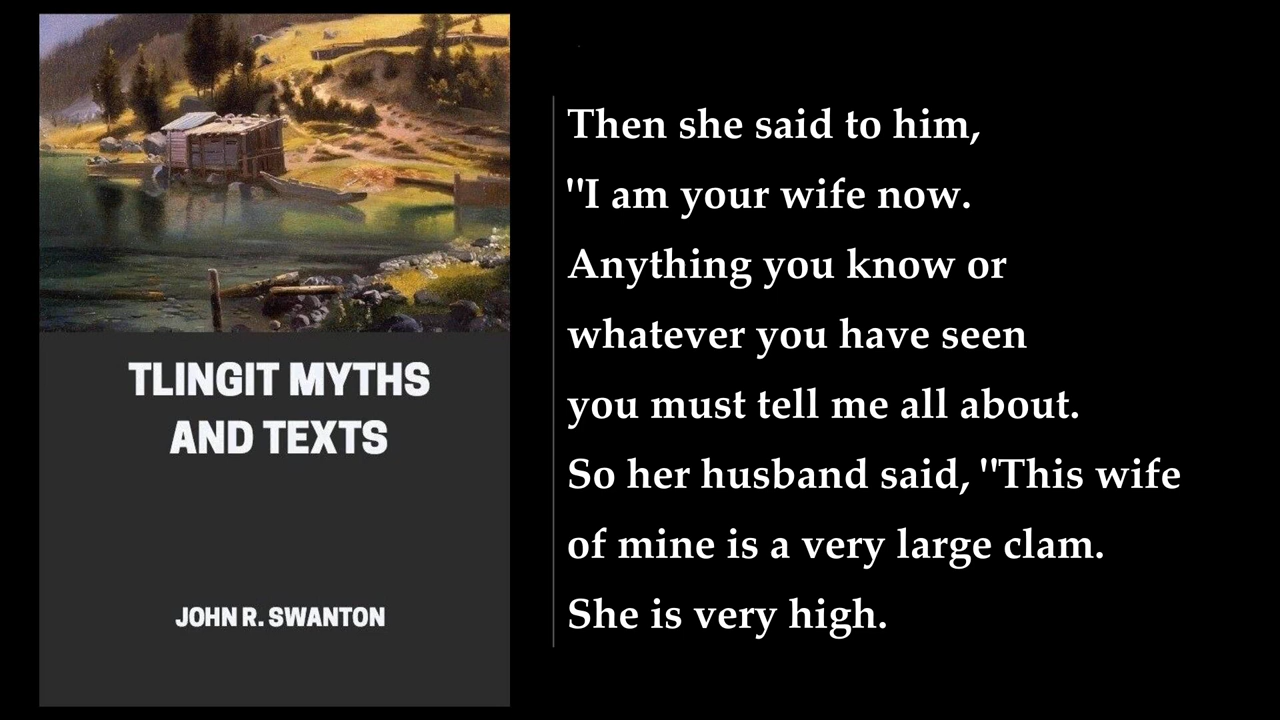 TLINGIT MYTHS
AND TEXTS
JOHN R. SWANTON
Then she said to him,
"I am your wife now.
Anything you know or
whatever you have seen
you must tell me all about.
So her husband said, "This wife
of mine is a very large clam.
She is very high.